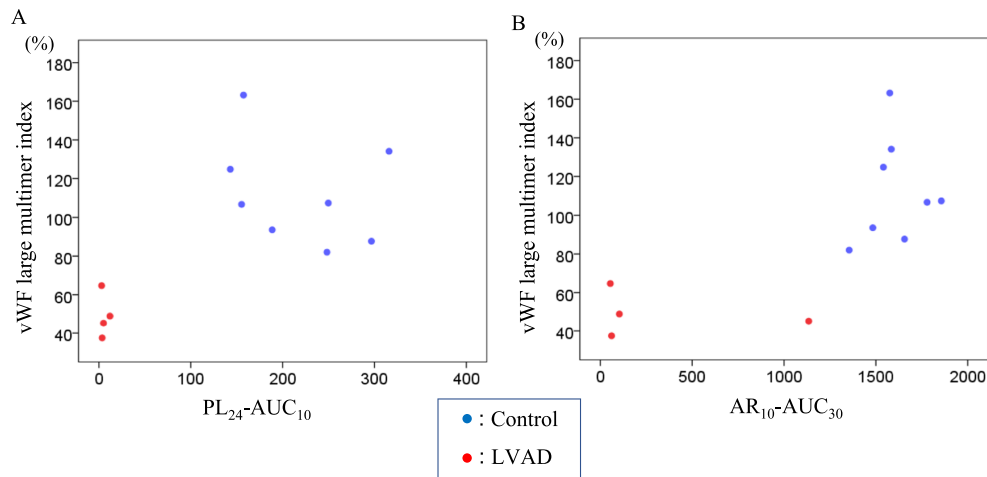 A
(%)
vWF large multimer index
180
160
140
120
100
80
60
40
0 100 200 300 400
PL₂₄-AUC₁₀
B
(%)
vWF large multimer index
180
160
140
120
100
80
60
40
0 500 1000 1500 2000
AR₁₀-AUC₃₀
: Control
: LVAD